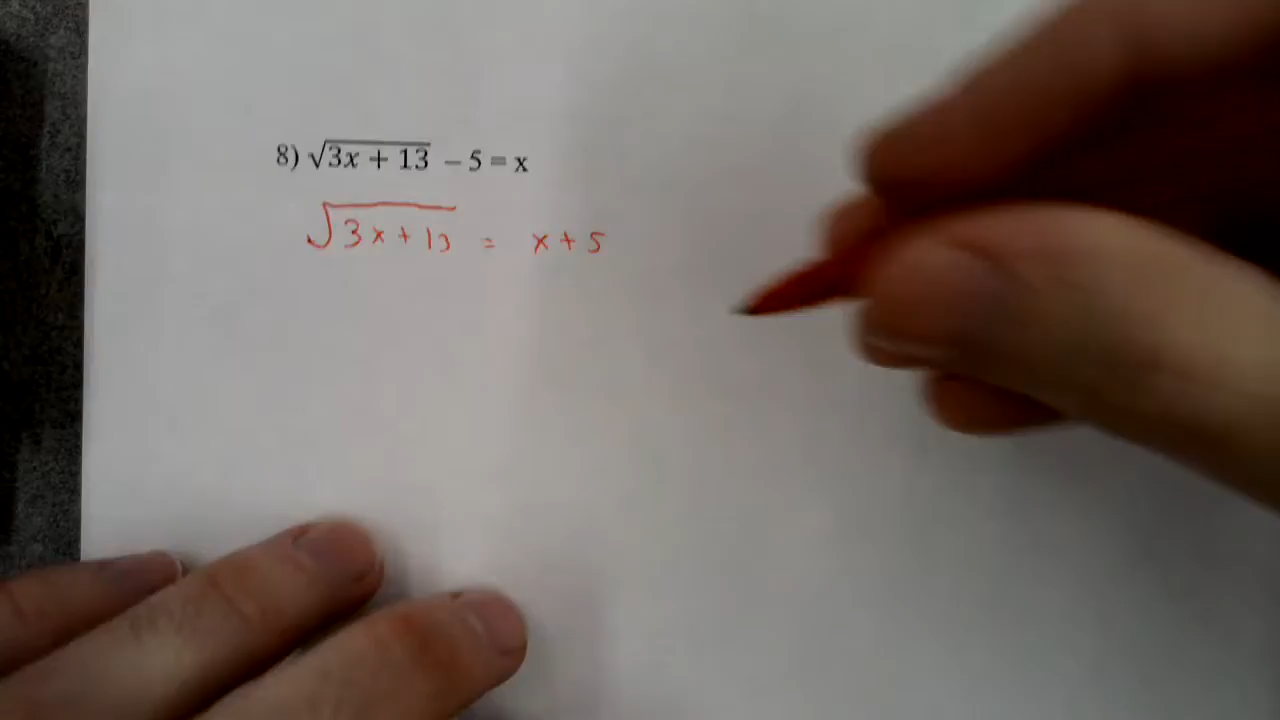 8) √3x + 13 – 5 = x
√3x + 13 = x + 5